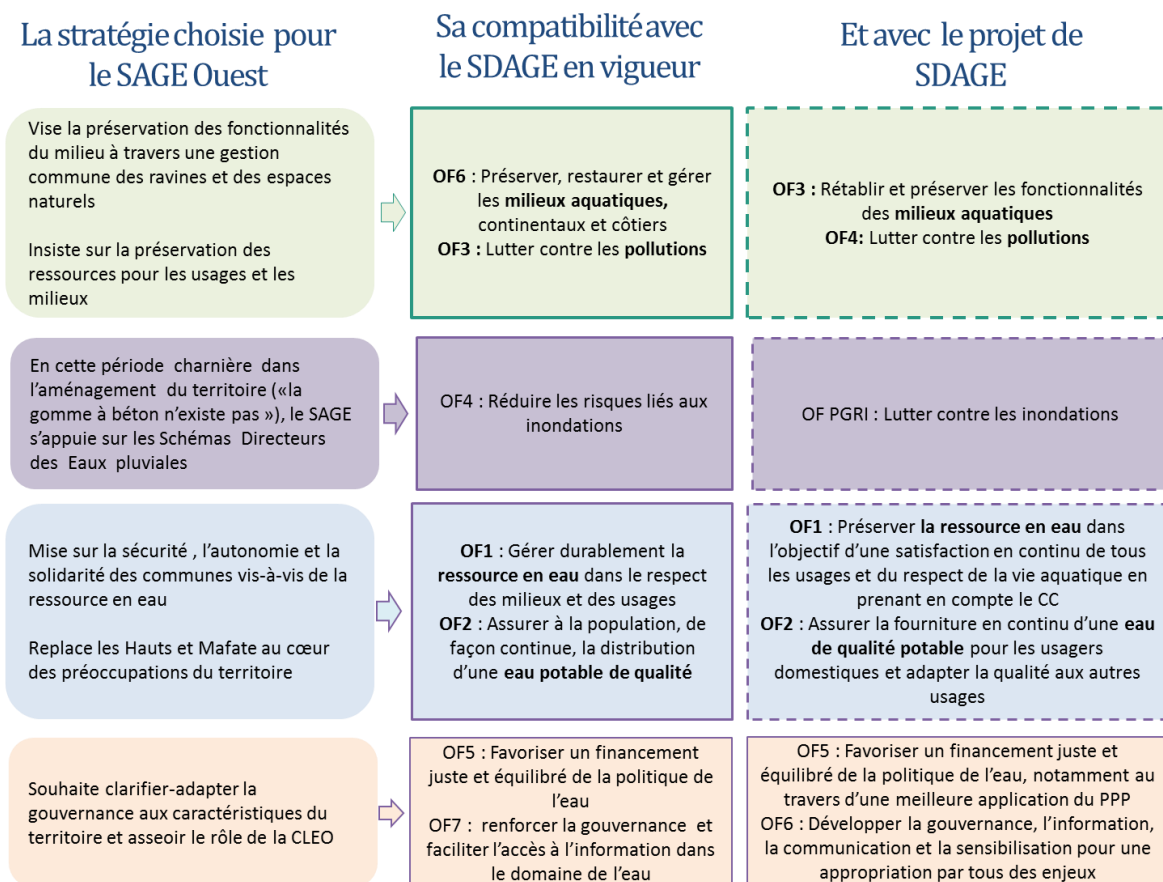 La stratégie choisie pour
le SAGE Ouest
Sa compatibilité avec
le SDAGE en vigueur
Et avec le projet de
SDAGE
Vise la préservation des fonctionnalités
du milieu à travers une gestion
commune des ravines et des espaces
naturels
Insiste sur la préservation des
ressources pour les usages et les
milieux
OF6 : Préserver, restaurer et gérer
les milieux aquatiques,
continentaux et côtiers
OF3 : Lutter contre les pollutions
OF3 : Rétablir et préserver les fonctionnalités
des milieux aquatiques
OF4: Lutter contre les pollutions
En cette période charnière dans
l’aménagement du territoire («la
gomme à béton n’existe pas »), le SAGE
s’appuie sur les Schémas Directeurs
des Eaux pluviales
OF4 : Réduire les risques liés aux
inondations
OF PGRI : Lutter contre les inondations
Mise sur la sécurité , l’autonomie et la
solidarité des communes vis-à-vis de la
ressource en eau
Replace les Hauts et Mafate au cœur
des préoccupations du territoire
OF1 : Gérer durablement la
ressource en eau dans le respect
des milieux et des usages
OF2 : Assurer à la population, de
façon continue, la distribution
d’une eau potable de qualité
OF1 : Préserver la ressource en eau dans
l’objectif d’une satisfaction en continu de tous
les usages et du respect de la vie aquatique en
prenant en compte le CC
OF2 : Assurer la fourniture en continu d’une eau
de qualité potable pour les usagers
domestiques et adapter la qualité aux autres
usages
Souhaite clarifier-adapter la
gouvernance aux caractéristiques du
territoire et asseoir le rôle de la CLEO
OF5 : Favoriser un financement
juste et équilibré de la politique de
l’eau
OF7 : renforcer la gouvernance et
faciliter l’accès à l’information dans
le domaine de l’eau
OF5 : Favoriser un financement juste et
équilibré de la politique de l’eau, notamment au
travers d’une meilleure application du PPP
OF6 : Développer la gouvernance, l’information,
la communication et la sensibilisation pour une
appropriation par tous des enjeux